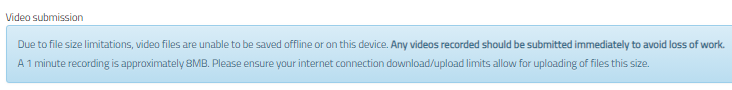 Video submission
Due to file size limitations, video files are unable to be saved offline or on this device. Any videos recorded should be submitted immediately to avoid loss of work.
A 1 minute recording is approximately 8MB. Please ensure your internet connection download/upload limits allow for uploading of files this size.